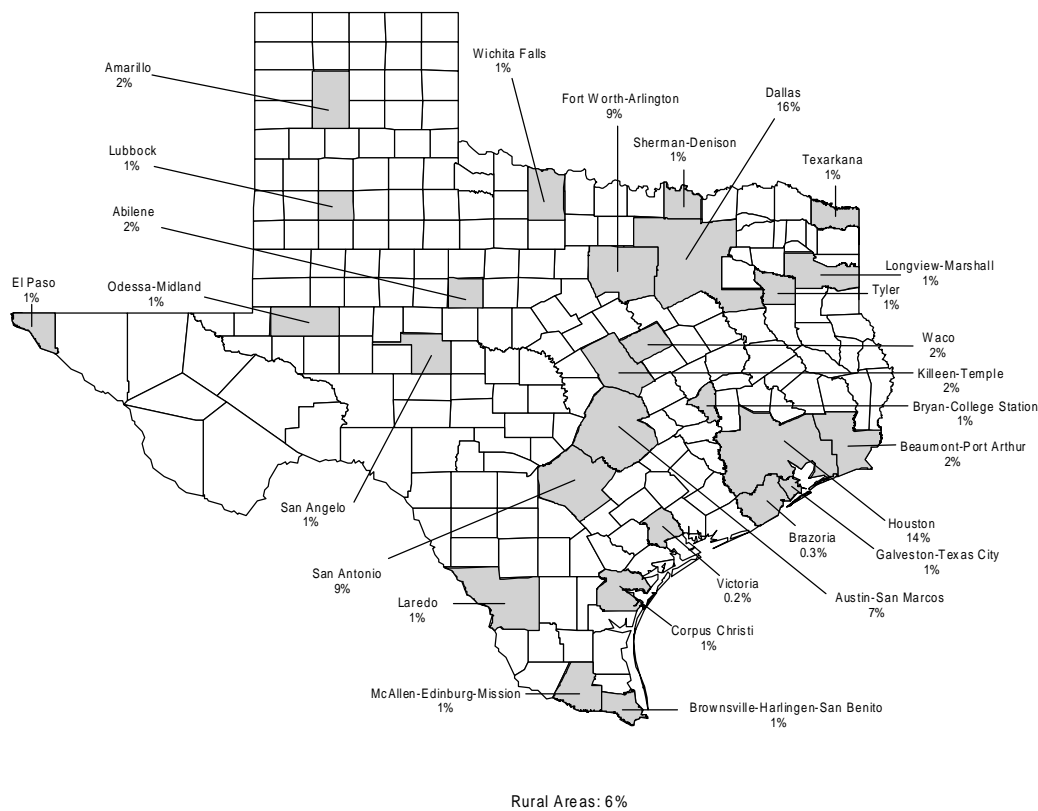 Wichita Falls
1%
Amarillo
2%
Dallas
16%
Fort Worth-Arlington
9%
Sherman-Denison
1%
Lubbock
1%
Texarkana
1%
Abilene
2%
Longview-Marshall
1%
El Paso
1%
Odessa-Midland
1%
Tyler
1%
Waco
2%
Killeen-Temple
2%
Bryan-College Station
1%
Beaumont-Port Arthur
2%
San Angelo
1%
Houston
14%
Brazoria
0.3%
Galveston-Texas City
1%
San Antonio
9%
Victoria
0.2%
Austin-San Marcos
7%
Laredo
1%
Corpus Christi
1%
McAllen-Edinburg-Mission
1%
Brownsville-Harlingen-San Benito
1%
Rural Areas: 6%